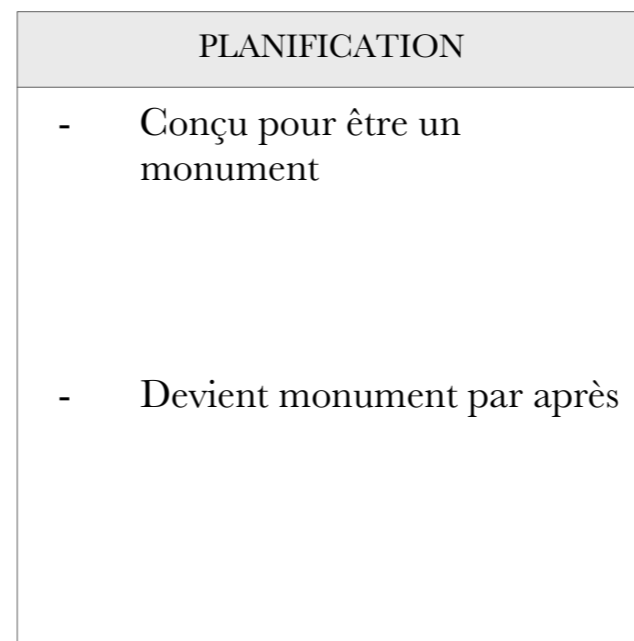 PLANIFICATION
- Conçu pour être un
monument
- Devient monument par après